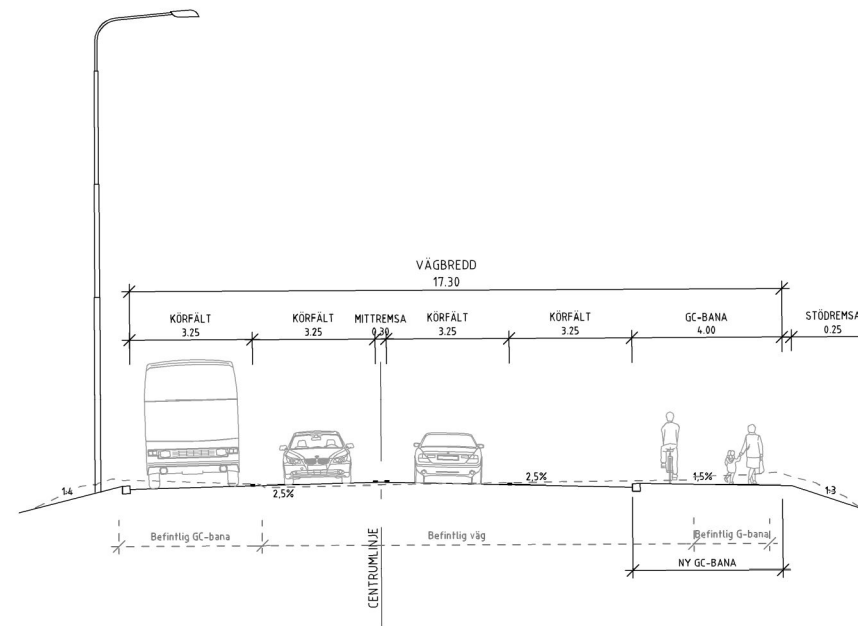 VÄGBREDD
17.30
KÖRFÄLT
3.25
KÖRFÄLT
3.25
MITTREMSA
0.30
KÖRFÄLT
3.25
KÖRFÄLT
3.25
GC-BANA
4.00
STÖDREMSA
0.25
1:4
2,5%
2,5%
1,5%
1:3
Befintlig GC-bana
Befintlig väg
Befintlig G-bana
NY GC-BANA
CENTRUMLINJE